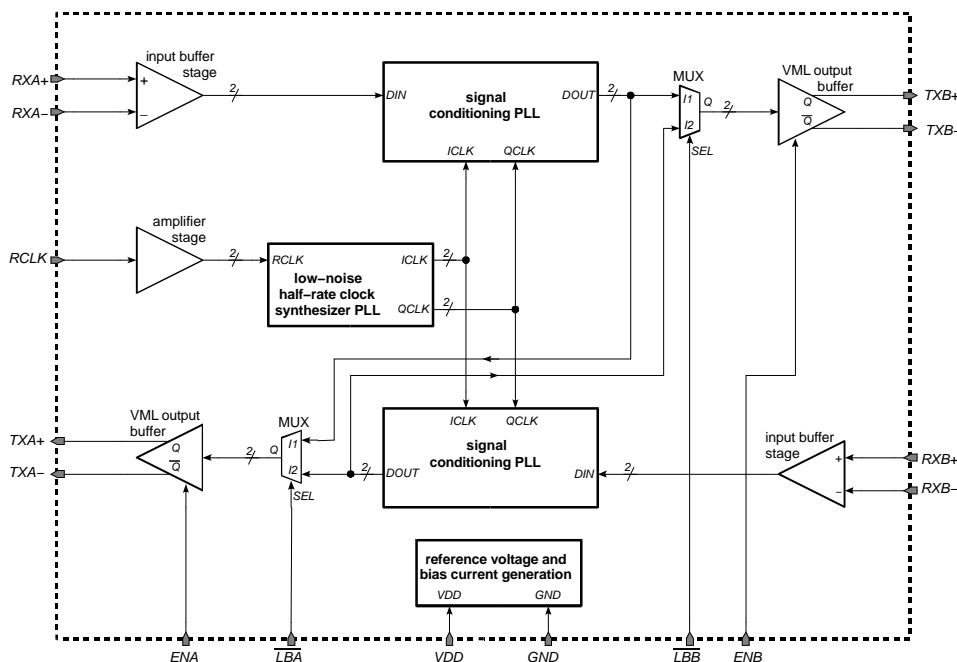 input buffer
stage
RXA+
RXA−
+
−
2
DIN
signal
conditioning PLL
DOUT
2
ICLK
QCLK
MUX
I1
I2
Q
2
SEL
VML output
buffer
Q
Q̅
TXB+
TXB−
amplifier
stage
RCLK
2
RCLK
ICLK
2
low−noise
half−rate clock
synthesizer PLL
QCLK
2
VML output
buffer
TXA+
TXA−
Q
Q̅
2
MUX
Q
I1
I2
SEL
ICLK
QCLK
signal
conditioning PLL
2
DOUT
DIN
2
input buffer
stage
+
−
RXB+
RXB−
reference voltage and
bias current generation
VDD
GND
ENA
L̅B̅A̅
VDD
GND
L̅B̅B̅
ENB